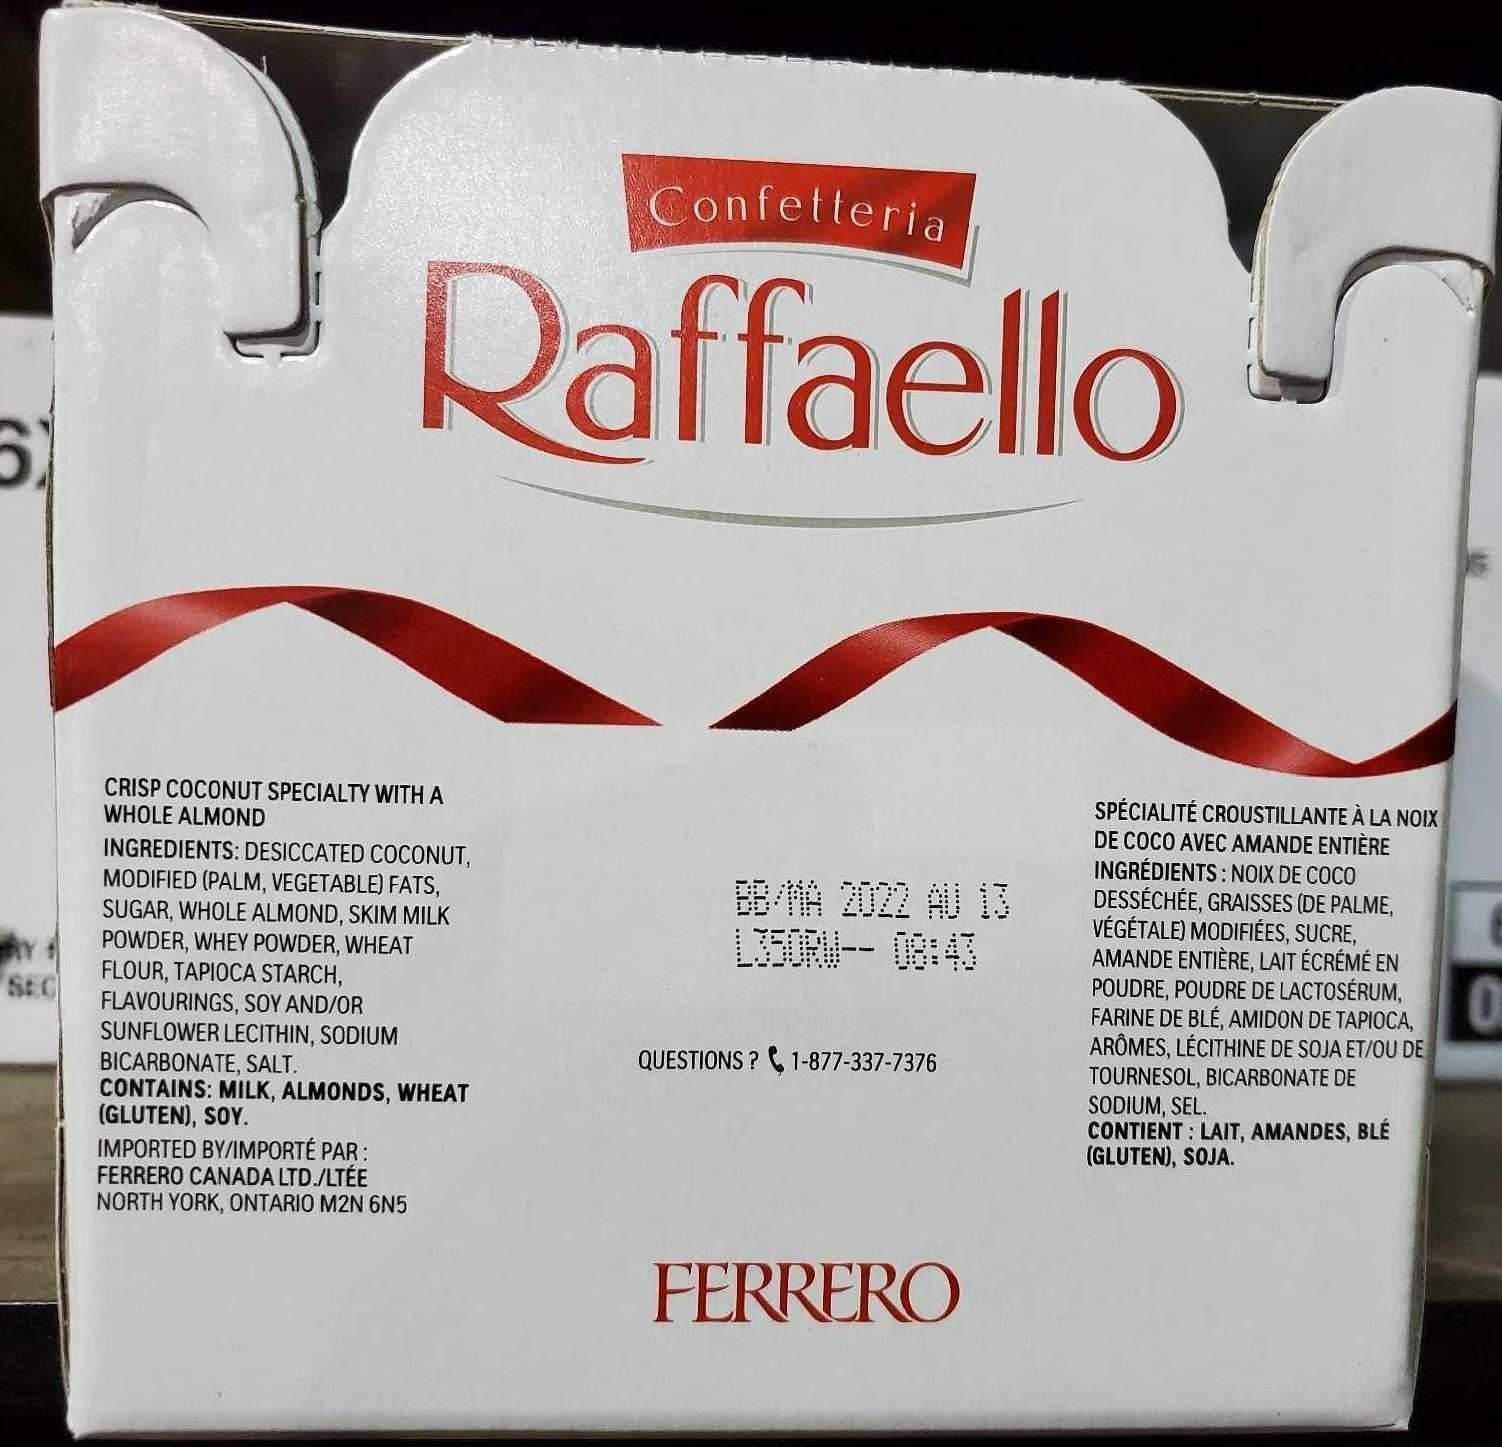 Confetteria
Raffaello
CRISP COCONUT SPECIALTY WITH A
WHOLE ALMOND
INGREDIENTS: DESICCATED COCONUT,
MODIFIED (PALM, VEGETABLE) FATS,
SUGAR, WHOLE ALMOND, SKIM MILK
POWDER, WHEY POWDER, WHEAT
FLOUR, TAPIOCA STARCH,
FLAVOURINGS, SOY AND/OR
SUNFLOWER LECITHIN, SODIUM
BICARBONATE, SALT.
CONTAINS: MILK, ALMONDS, WHEAT
(GLUTEN), SOY.
IMPORTED BY/IMPORTÉ PAR :
FERRERO CANADA LTD./LTÉE
NORTH YORK, ONTARIO M2N 6N5
BB/MA 2022 AU 13
L350RW-- 08:43
QUESTIONS ? 1-877-337-7376
SPÉCIALITÉ CROUSTILLANTE À LA NOIX
DE COCO AVEC AMANDE ENTIÈRE
INGRÉDIENTS : NOIX DE COCO
DESSÉCHÉE, GRAISSES (DE PALME,
VÉGÉTALE) MODIFIÉES, SUCRE,
AMANDE ENTIÈRE, LAIT ÉCRÉMÉ EN
POUDRE, POUDRE DE LACTOSÉRUM,
FARINE DE BLÉ, AMIDON DE TAPIOCA,
ARÔMES, LÉCITHINE DE SOJA ET/OU DE
TOURNESOL, BICARBONATE DE
SODIUM, SEL.
CONTIENT : LAIT, AMANDES, BLÉ
(GLUTEN), SOJA.
FERRERO